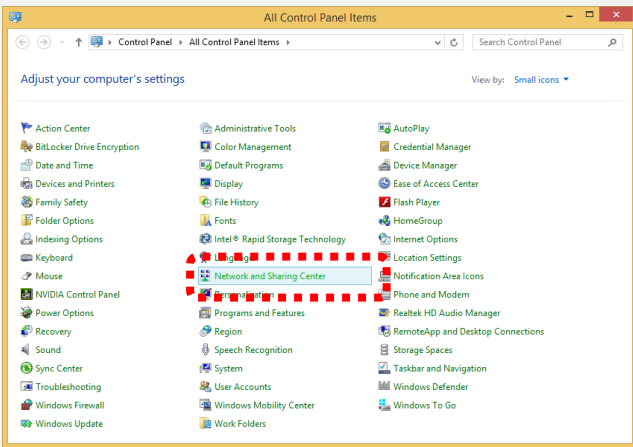 All Control Panel Items
Control Panel All Control Panel Items Search Control Panel
Adjust your computer's settings View by: Small icons
Action Center Administrative Tools AutoPlay
BitLocker Drive Encryption Color Management Credential Manager
Date and Time Default Programs Device Manager
Devices and Printers Display Ease of Access Center
Family Safety File History Flash Player
Folder Options Fonts HomeGroup
Indexing Options Intel® Rapid Storage Technology Internet Options
Keyboard Language Location Settings
Mouse Network and Sharing Center Notification Area Icons
NVIDIA Control Panel Personalization Phone and Modem
Power Options Programs and Features Realtek HD Audio Manager
Recovery Region RemoteApp and Desktop Connections
Sound Speech Recognition Storage Spaces
Sync Center System Taskbar and Navigation
Troubleshooting User Accounts Windows Defender
Windows Firewall Windows Mobility Center Windows To Go
Windows Update Work Folders